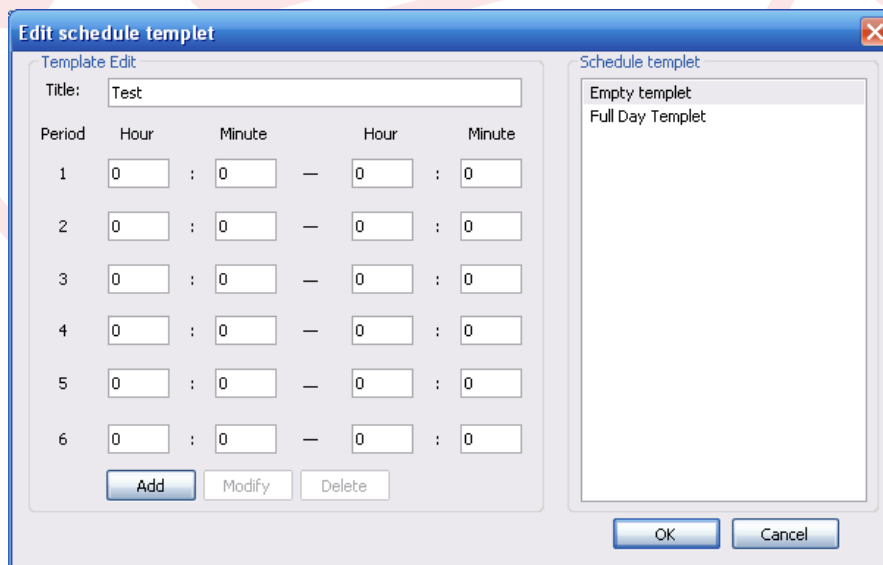 Edit schedule templet
Template Edit
Title: Test
Period Hour Minute Hour Minute
1 0 : 0 — 0 : 0
2 0 : 0 — 0 : 0
3 0 : 0 — 0 : 0
4 0 : 0 — 0 : 0
5 0 : 0 — 0 : 0
6 0 : 0 — 0 : 0
Add Modify Delete
Schedule templet
Empty templet
Full Day Templet
OK Cancel